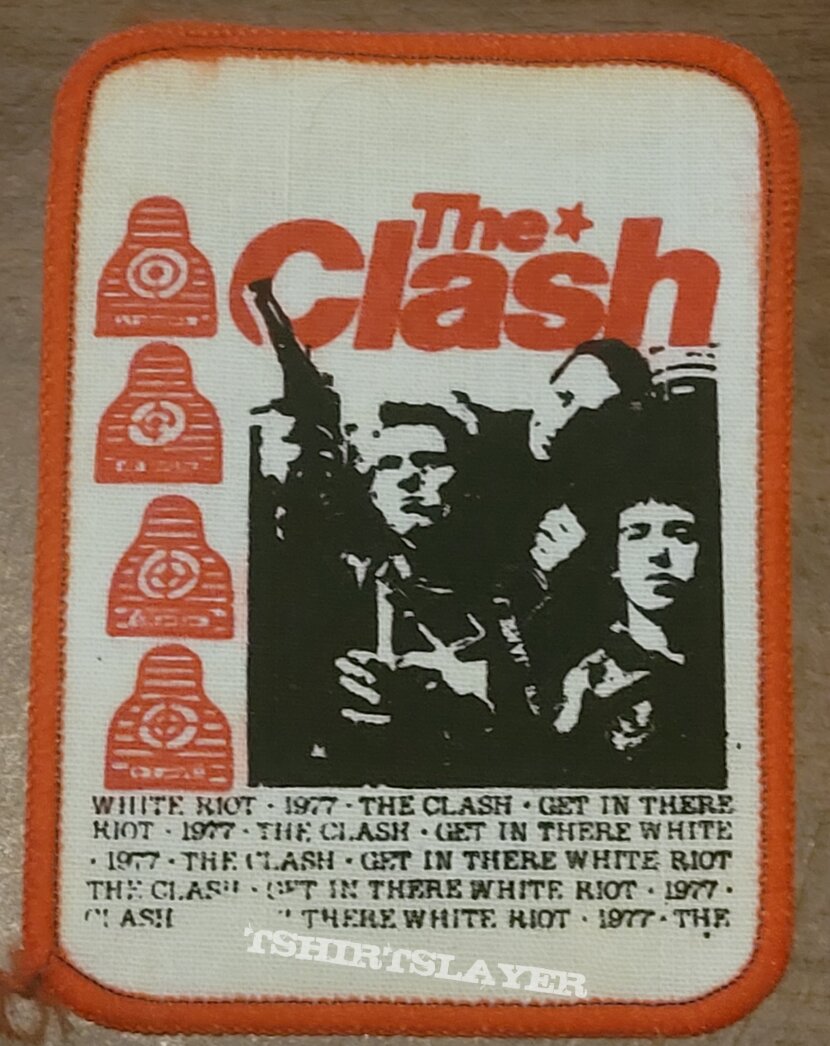 The
Clash
WHITE RIOT · 1977 · THE CLASH · GET IN THERE
RIOT · 1977 · THE CLASH · GET IN THERE WHITE
· 1977 · THE CLASH · GET IN THERE WHITE RIOT
THE CLASH · GET IN THERE WHITE RIOT · 1977 ·
CLASH THERE WHITE RIOT · 1977 · THE
TSHIRTSLAYER